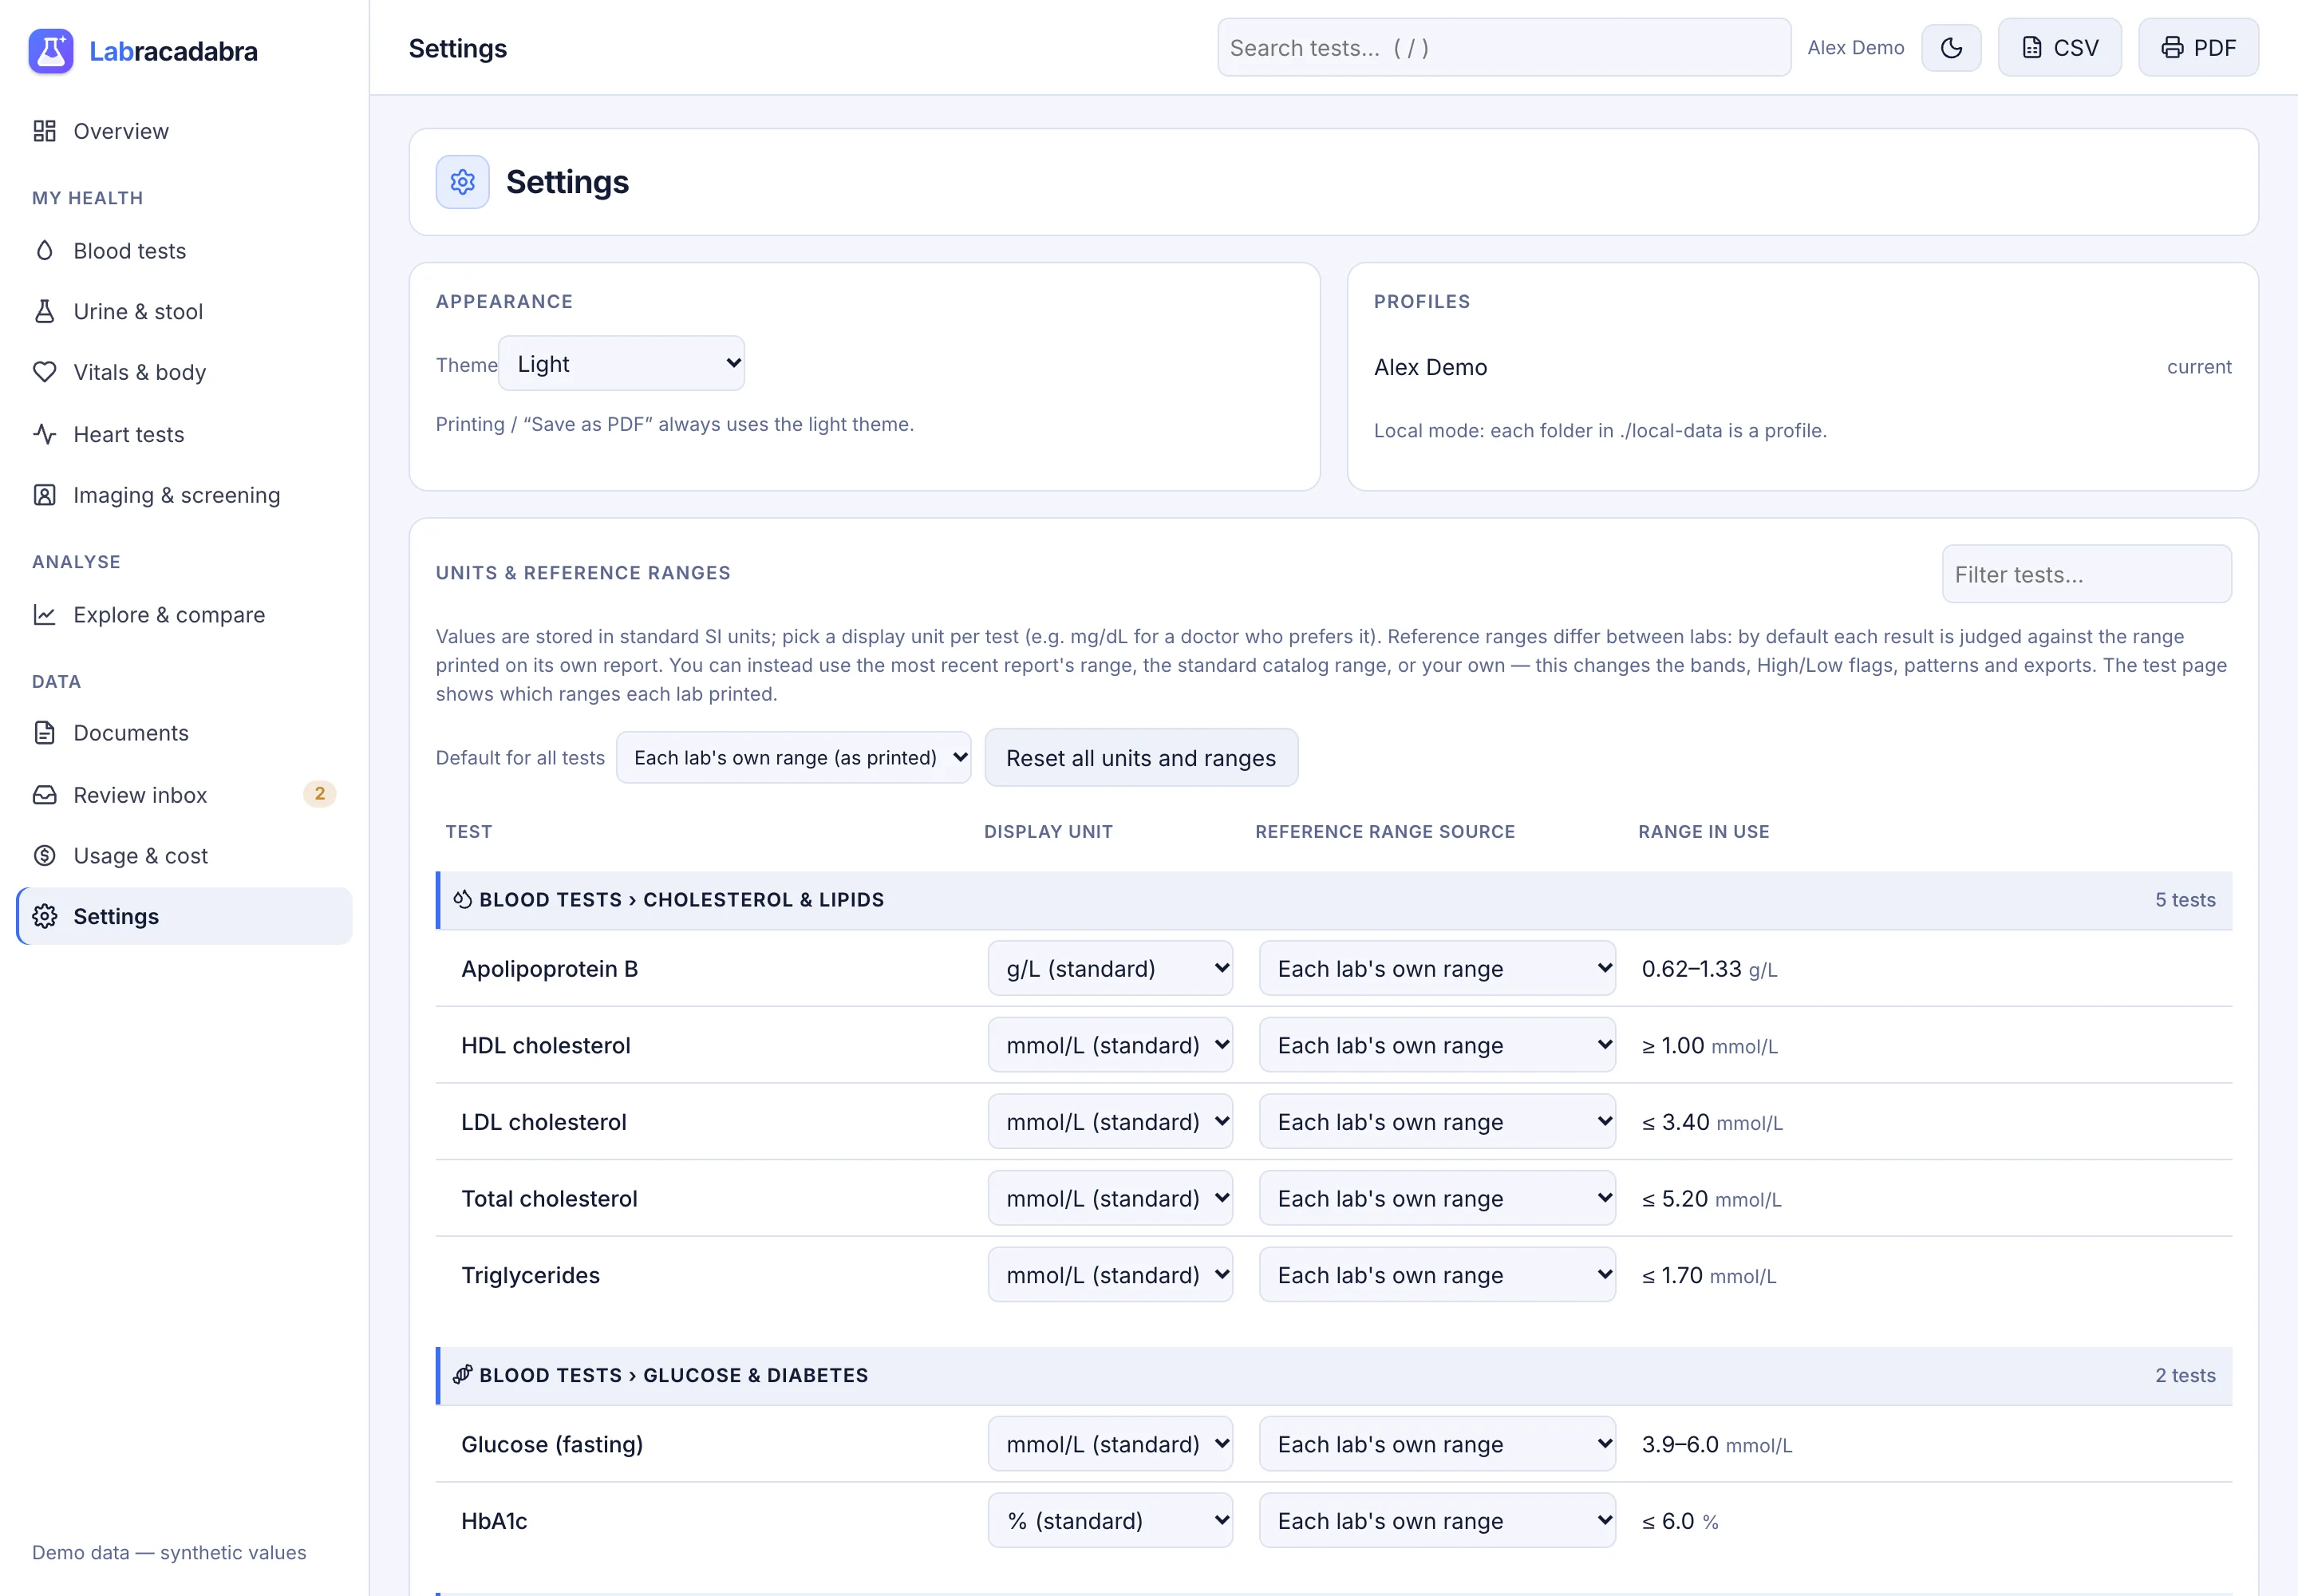 Labracadabra
Overview
MY HEALTH
Blood tests
Urine & stool
Vitals & body
Heart tests
Imaging & screening
ANALYSE
Explore & compare
DATA
Documents
Review inbox 2
Usage & cost
Settings
Demo data — synthetic values
Settings
Search tests... ( / )
Alex Demo
CSV
PDF
Settings
APPEARANCE
Theme Light
Printing / “Save as PDF” always uses the light theme.
PROFILES
Alex Demo current
Local mode: each folder in ./local-data is a profile.
UNITS & REFERENCE RANGES
Filter tests...
Values are stored in standard SI units; pick a display unit per test (e.g. mg/dL for a doctor who prefers it). Reference ranges differ between labs: by default each result is judged against the range
printed on its own report. You can instead use the most recent report's range, the standard catalog range, or your own — this changes the bands, High/Low flags, patterns and exports. The test page
shows which ranges each lab printed.
Default for all tests Each lab's own range (as printed) Reset all units and ranges
TEST DISPLAY UNIT REFERENCE RANGE SOURCE RANGE IN USE
BLOOD TESTS › CHOLESTEROL & LIPIDS 5 tests
Apolipoprotein B g/L (standard) Each lab's own range 0.62–1.33 g/L
HDL cholesterol mmol/L (standard) Each lab's own range ≥ 1.00 mmol/L
LDL cholesterol mmol/L (standard) Each lab's own range ≤ 3.40 mmol/L
Total cholesterol mmol/L (standard) Each lab's own range ≤ 5.20 mmol/L
Triglycerides mmol/L (standard) Each lab's own range ≤ 1.70 mmol/L
BLOOD TESTS › GLUCOSE & DIABETES 2 tests
Glucose (fasting) mmol/L (standard) Each lab's own range 3.9–6.0 mmol/L
HbA1c % (standard) Each lab's own range ≤ 6.0 %